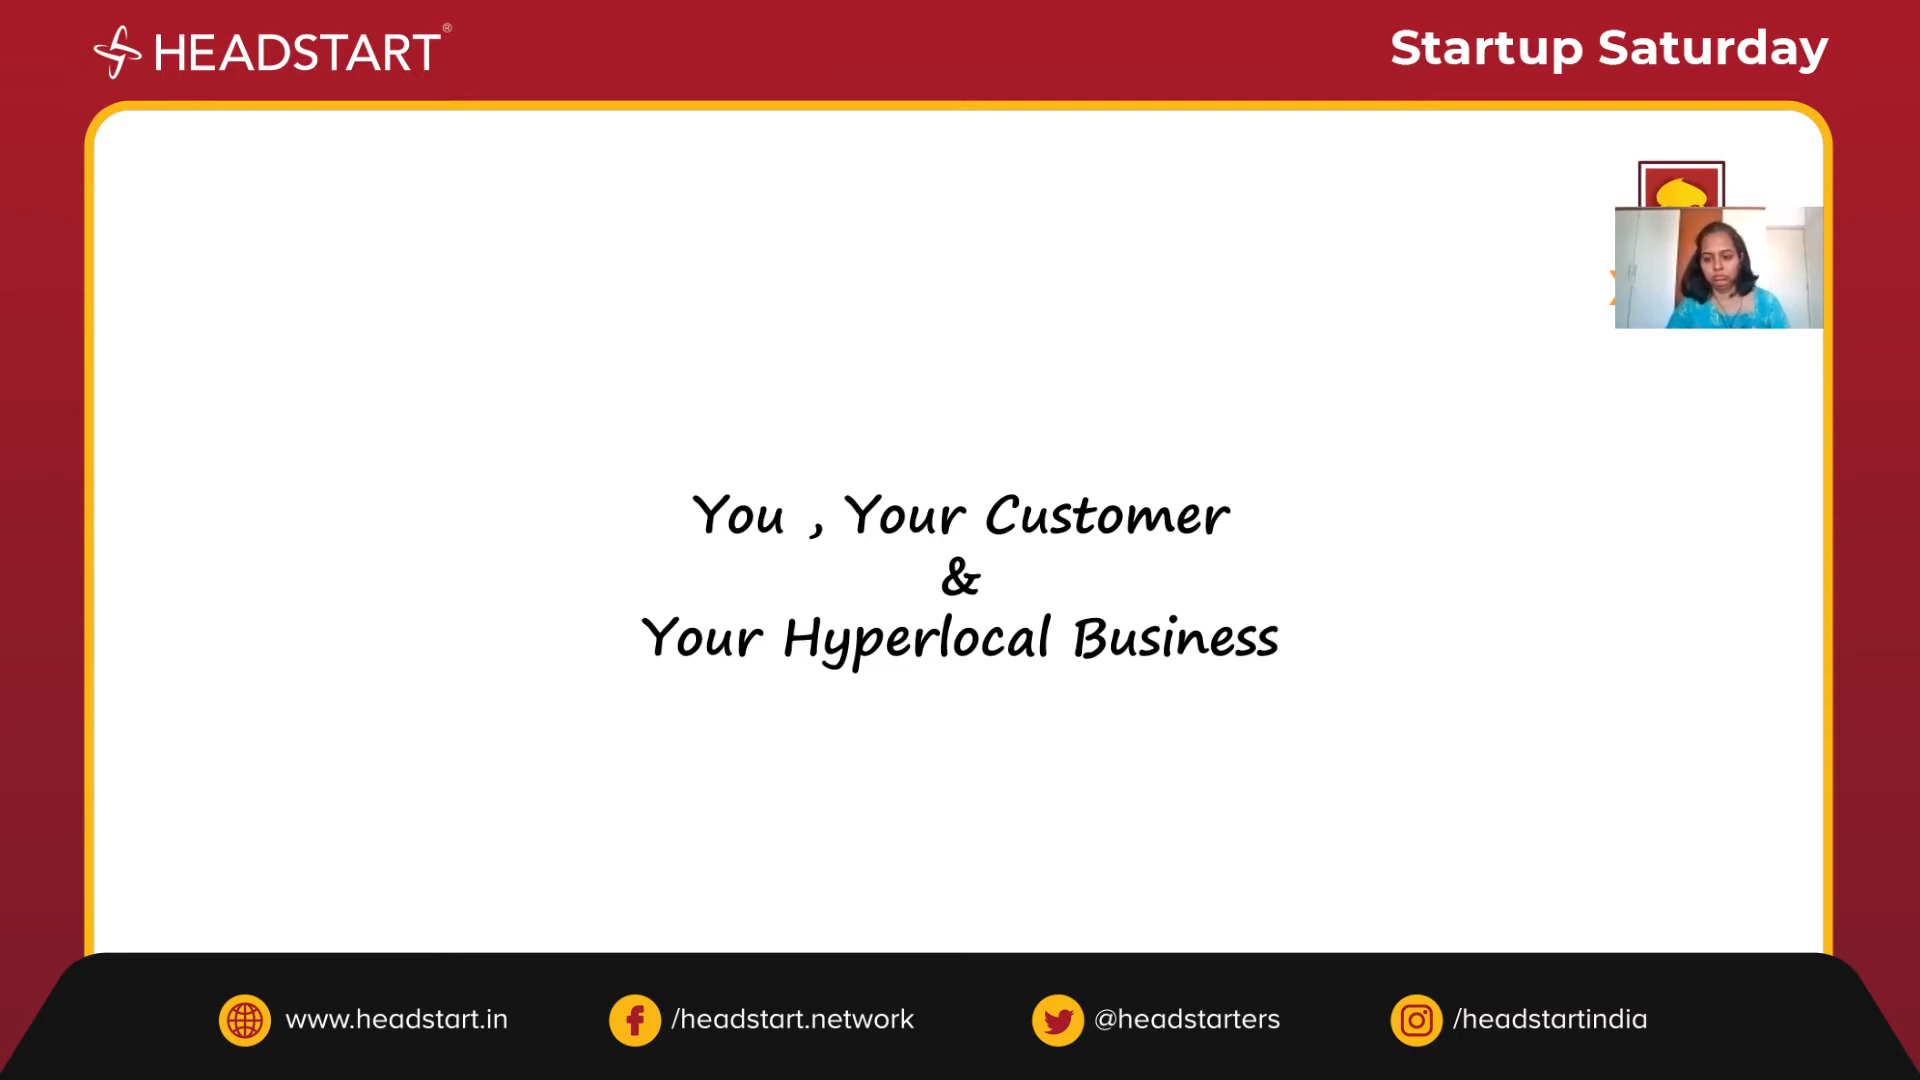 HEADSTART®
Startup Saturday
You , Your Customer
&
Your Hyperlocal Business
www.headstart.in
/headstart.network
@headstarters
/headstartindia